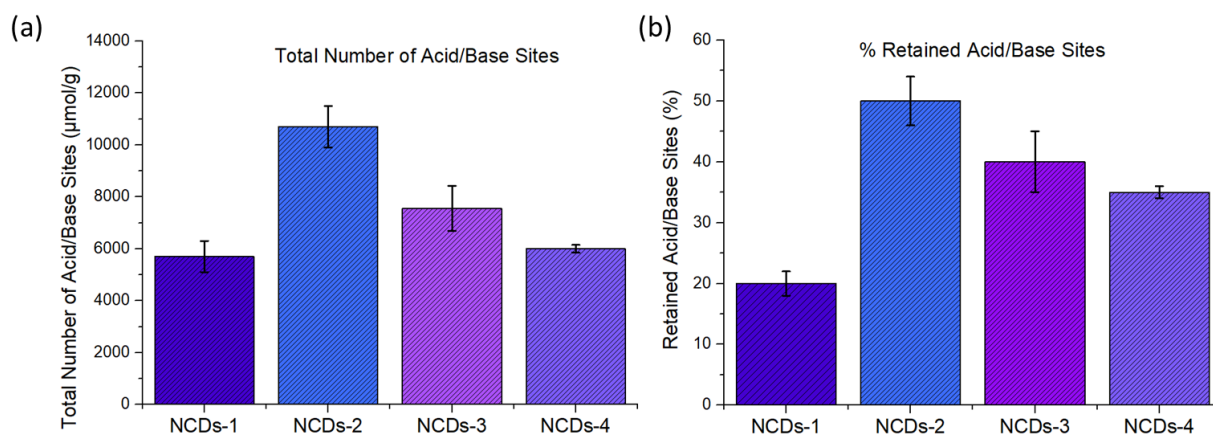 (a)
Total Number of Acid/Base Sites
Total Number of Acid/Base Sites (μmol/g)
14000
12000
10000
8000
6000
4000
2000
0
NCDs-1 NCDs-2 NCDs-3 NCDs-4
(b)
% Retained Acid/Base Sites
Retained Acid/Base Sites (%)
60
50
40
30
20
10
0
NCDs-1 NCDs-2 NCDs-3 NCDs-4